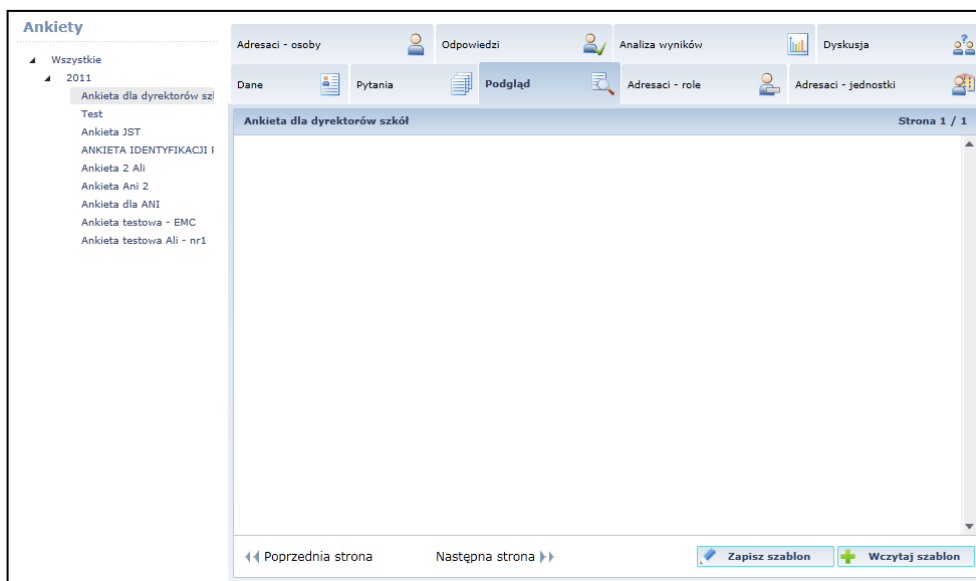 Ankiety
Wszystkie
2011
Ankieta dla dyrektorów szl
Test
Ankieta JST
ANKIETA IDENTYFIKACJI
Ankieta 2 Ali
Ankieta Ani 2
Ankieta dla ANI
Ankieta testowa - EMC
Ankieta testowa Ali - nr1
Adresaci - osoby Odpowiedzi Analiza wyników Dyskusja
Dane Pytania Podgląd Adresaci - role Adresaci - jednostki
Ankieta dla dyrektorów szkół Strona 1 / 1
Poprzednia strona Następna strona Zapisz szablon Wczytaj szablon